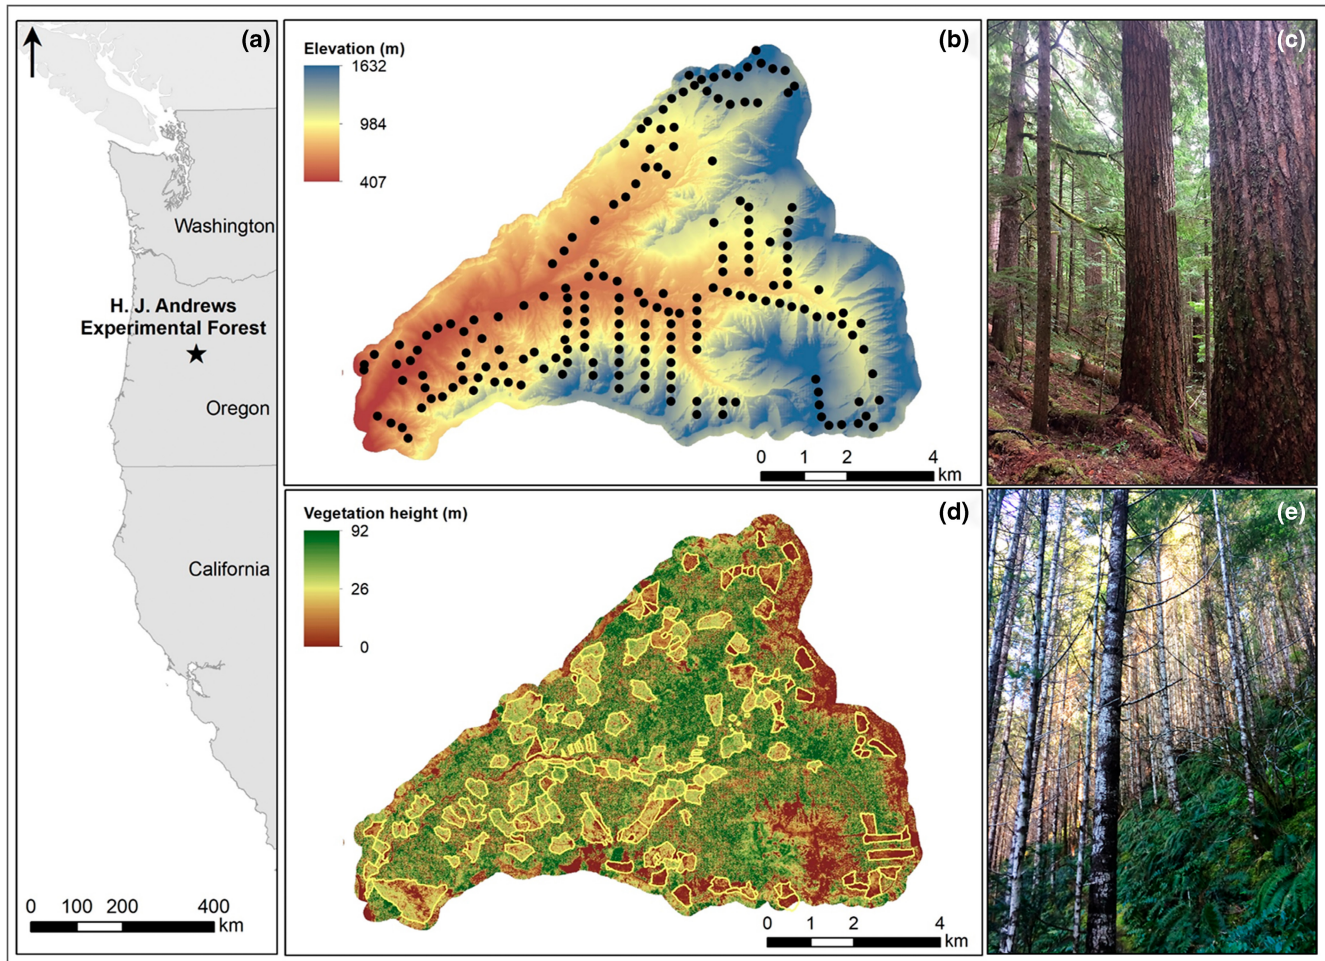 (a)
Washington
H. J. Andrews
Experimental Forest
Oregon
California
0 100 200 400
km
(b)
Elevation (m)
1632
984
407
0 1 2 4
km
(c)
(d)
Vegetation height (m)
92
26
0
0 1 2 4
km
(e)